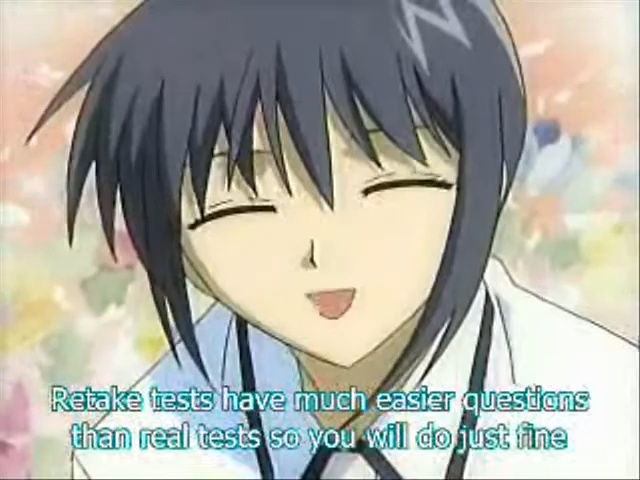 Retake tests have much easier questions
than real tests so you will do just fine